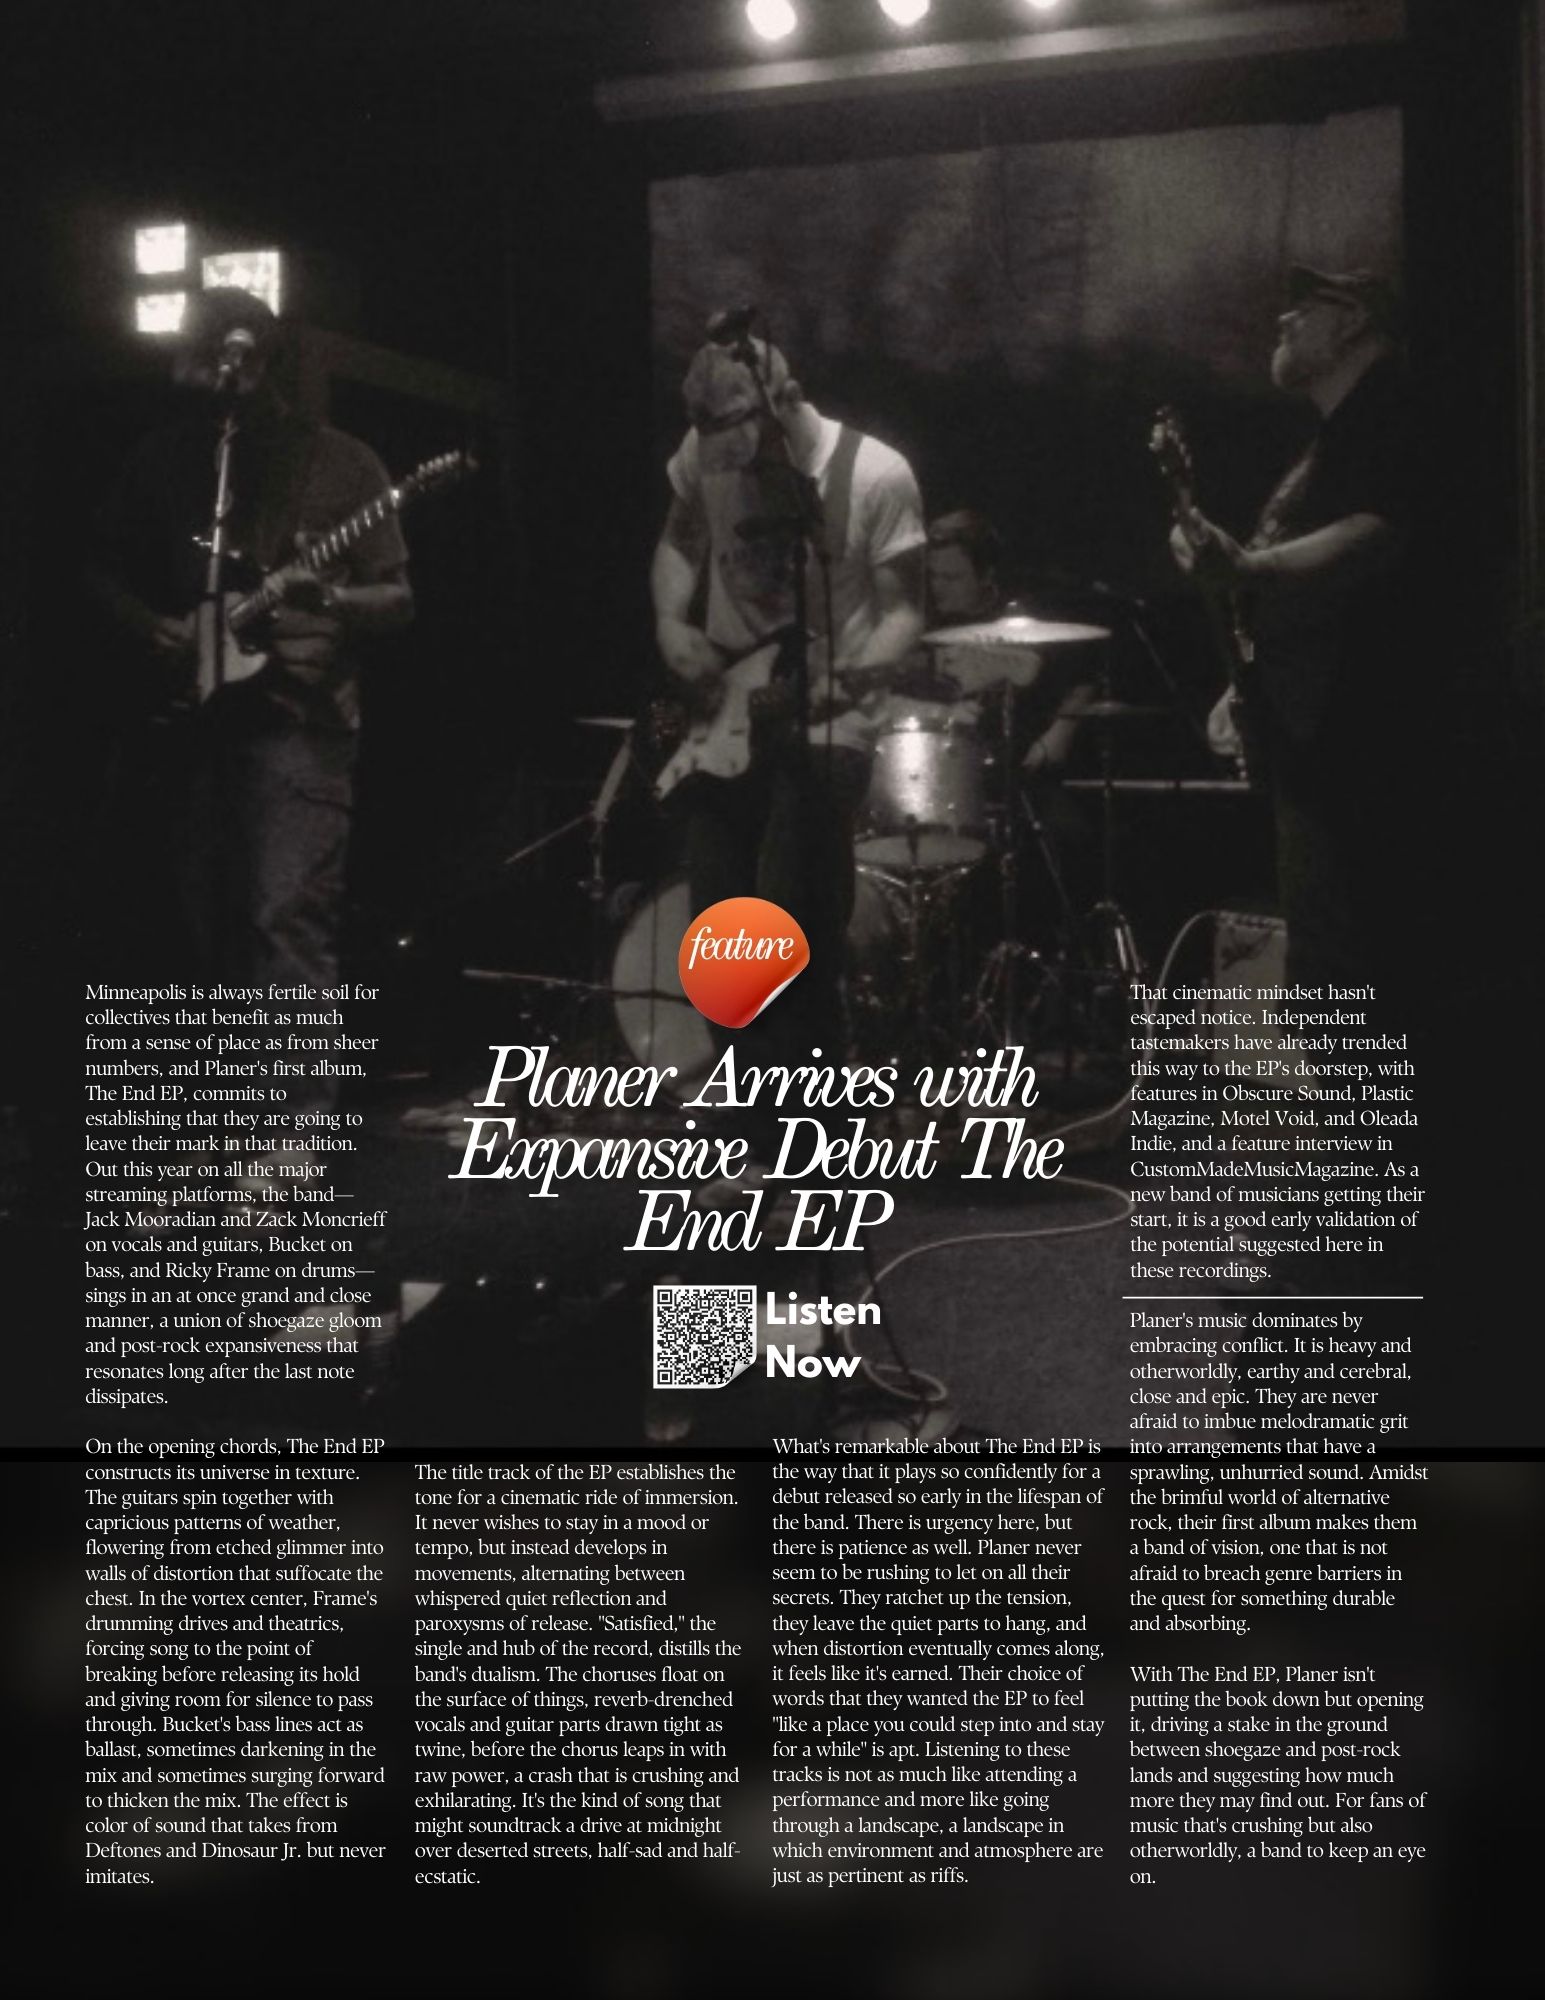 feature
Planer Arrives with
Expansive Debut The
End EP
Listen
Now
Minneapolis is always fertile soil for
collectives that benefit as much
from a sense of place as from sheer
numbers, and Planer's first album,
The End EP, commits to
establishing that they are going to
leave their mark in that tradition.
Out this year on all the major
streaming platforms, the band—
Jack Mooradian and Zack Moncrieff
on vocals and guitars, Bucket on
bass, and Ricky Frame on drums—
sings in an at once grand and close
manner, a union of shoegaze gloom
and post-rock expansiveness that
resonates long after the last note
dissipates.
On the opening chords, The End EP
constructs its universe in texture.
The guitars spin together with
capricious patterns of weather,
flowering from etched glimmer into
walls of distortion that suffocate the
chest. In the vortex center, Frame's
drumming drives and theatrics,
forcing song to the point of
breaking before releasing its hold
and giving room for silence to pass
through. Bucket's bass lines act as
ballast, sometimes darkening in the
mix and sometimes surging forward
to thicken the mix. The effect is
color of sound that takes from
Deftones and Dinosaur Jr. but never
imitates.
The title track of the EP establishes the
tone for a cinematic ride of immersion.
It never wishes to stay in a mood or
tempo, but instead develops in
movements, alternating between
whispered quiet reflection and
paroxysms of release. "Satisfied," the
single and hub of the record, distills the
band's dualism. The choruses float on
the surface of things, reverb-drenched
vocals and guitar parts drawn tight as
twine, before the chorus leaps in with
raw power, a crash that is crushing and
exhilarating. It's the kind of song that
might soundtrack a drive at midnight
over deserted streets, half-sad and half-
ecstatic.
What's remarkable about The End EP is
the way that it plays so confidently for a
debut released so early in the lifespan of
the band. There is urgency here, but
there is patience as well. Planer never
seem to be rushing to let on all their
secrets. They ratchet up the tension,
they leave the quiet parts to hang, and
when distortion eventually comes along,
it feels like it's earned. Their choice of
words that they wanted the EP to feel
"like a place you could step into and stay
for a while" is apt. Listening to these
tracks is not as much like attending a
performance and more like going
through a landscape, a landscape in
which environment and atmosphere are
just as pertinent as riffs.
That cinematic mindset hasn't
escaped notice. Independent
tastemakers have already trended
this way to the EP's doorstep, with
features in Obscure Sound, Plastic
Magazine, Motel Void, and Oleada
Indie, and a feature interview in
CustomMadeMusicMagazine. As a
new band of musicians getting their
start, it is a good early validation of
the potential suggested here in
these recordings.
Planer's music dominates by
embracing conflict. It is heavy and
otherworldly, earthy and cerebral,
close and epic. They are never
afraid to imbue melodramatic grit
into arrangements that have a
sprawling, unhurried sound. Amidst
the brimful world of alternative
rock, their first album makes them
a band of vision, one that is not
afraid to breach genre barriers in
the quest for something durable
and absorbing.
With The End EP, Planer isn't
putting the book down but opening
it, driving a stake in the ground
between shoegaze and post-rock
lands and suggesting how much
more they may find out. For fans of
music that's crushing but also
otherworldly, a band to keep an eye
on.